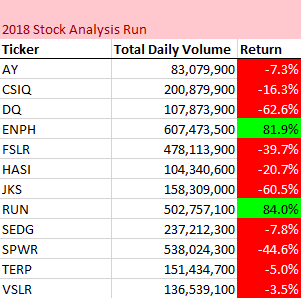 2018 Stock Analysis Run
Ticker Total Daily Volume Return
AY 83,079,900 -7.3%
CSIQ 200,879,900 -16.3%
DQ 107,873,900 -62.6%
ENPH 607,473,500 81.9%
FSLR 478,113,900 -39.7%
HASI 104,340,600 -20.7%
JKS 158,309,000 -60.5%
RUN 502,757,100 84.0%
SEDG 237,212,300 -7.8%
SPWR 538,024,300 -44.6%
TERP 151,434,700 -5.0%
VSLR 136,539,100 -3.5%